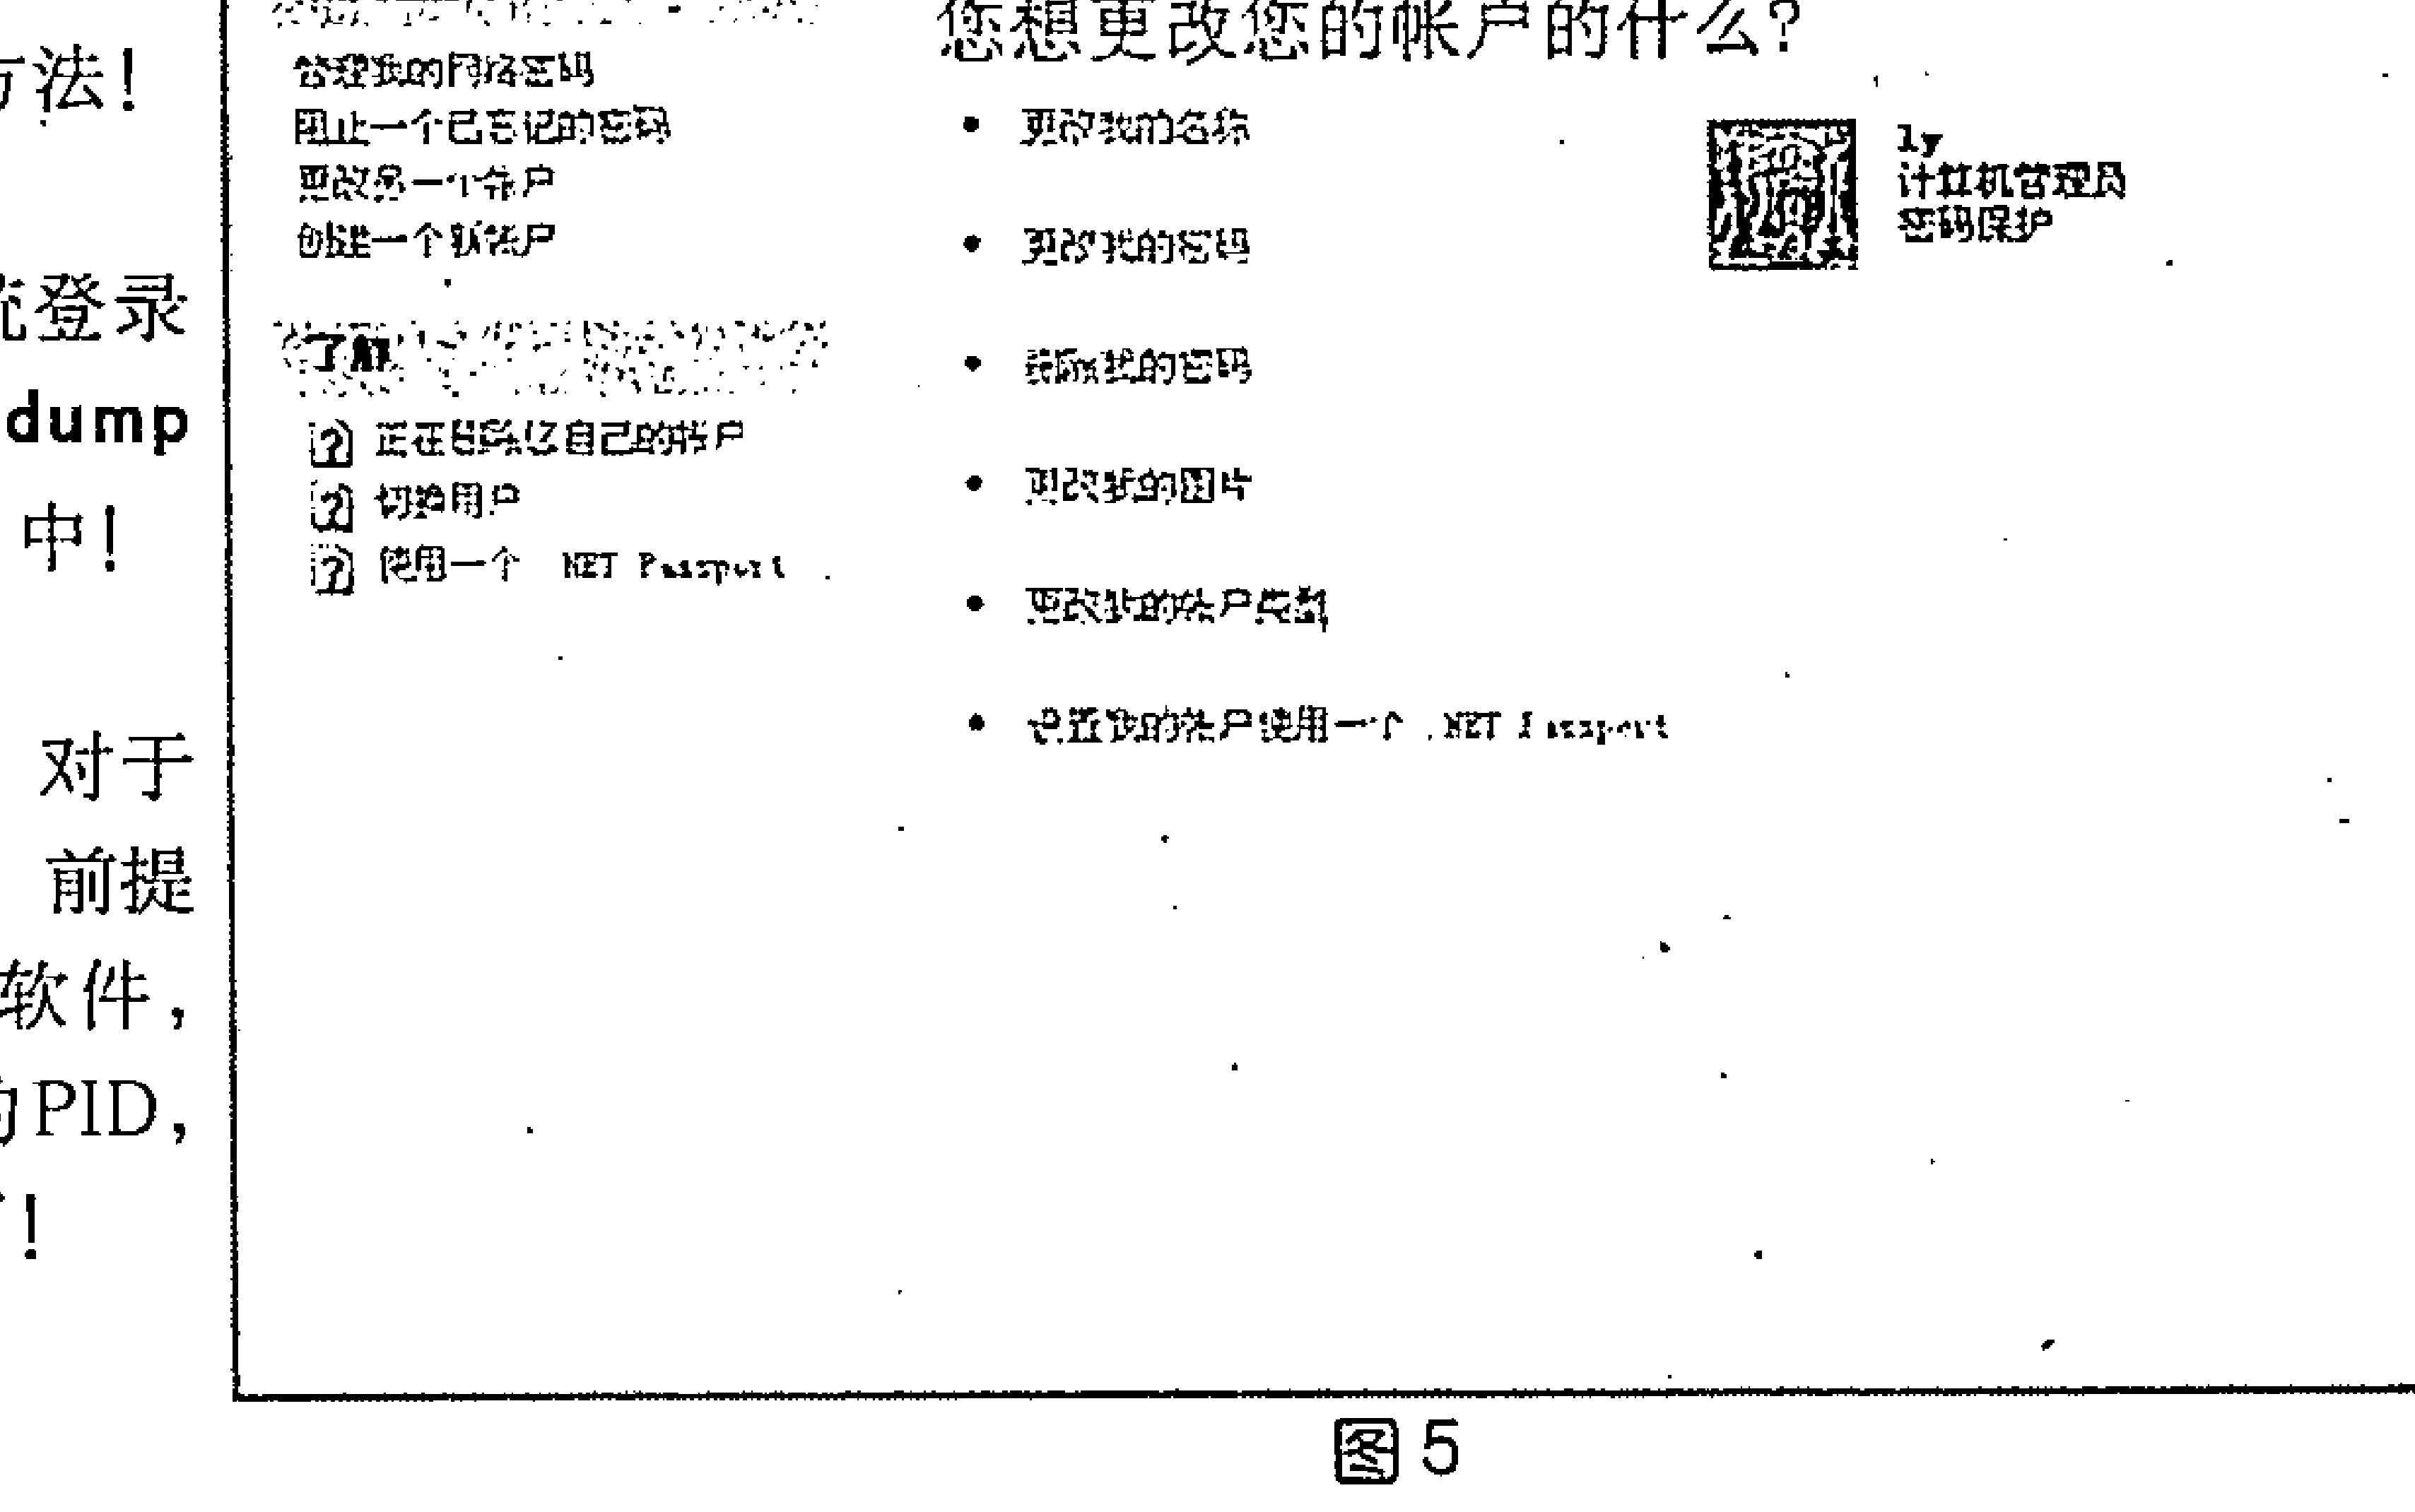 方法！
统登录
dump
中！
对于
前提
软件，
的PID，
！
管理我的网络密码
阻止一个已忘记的密码
更改另一个帐户
创建一个新帐户
了解
正在删除您自己的帐户
切换用户
使用一个 .NET Passport
您想更改您的帐户的什么？
更改我的名称
更改我的密码
删除我的密码
更改我的图片
更改我的帐户类型
设置我的帐户使用一个 .NET Passport
ly
计算机管理员
密码保护
图 5